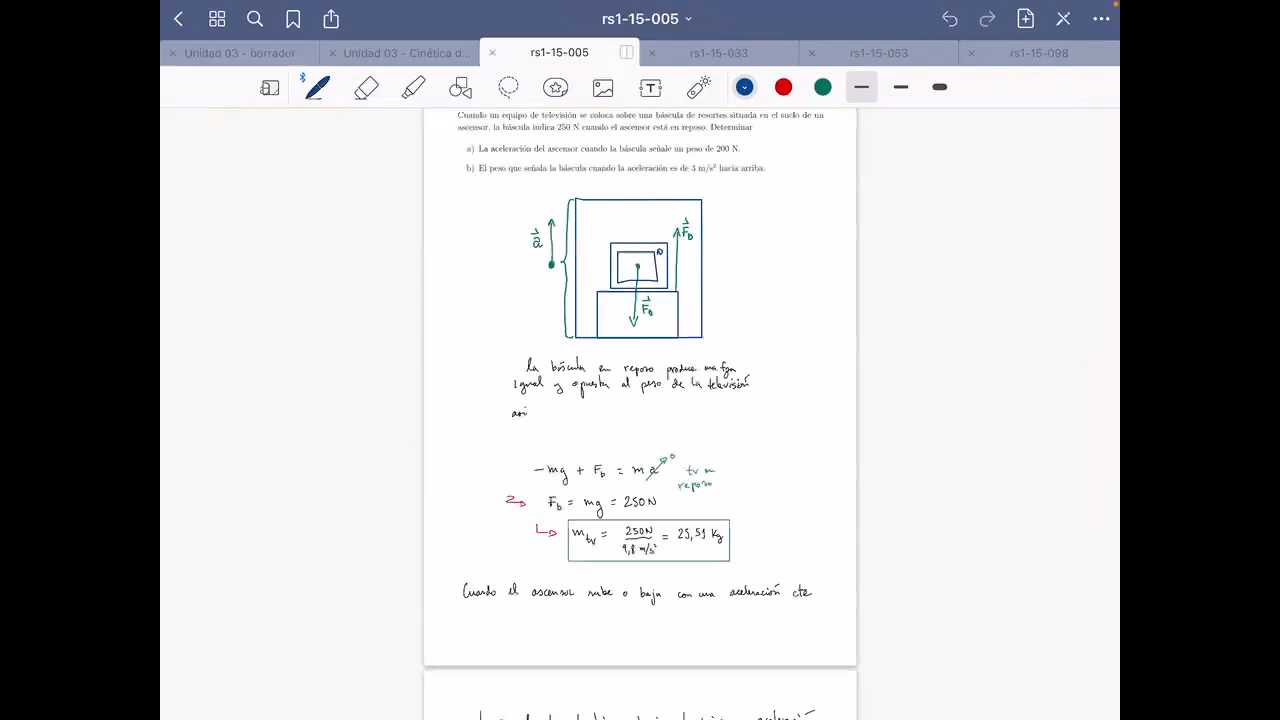 rs1-15-005
Unidad 03 - borrador
Unidad 03 - Cinética d...
rs1-15-005
rs1-15-033
rs1-15-053
rs1-15-098
Cuando un equipo de televisión se coloca sobre una báscula de resortes situada en el suelo de un
ascensor, la báscula indica 250 N cuando el ascensor está en reposo. Determinar
a) La aceleración del ascensor cuando la báscula señale un peso de 200 N.
b) El peso que señala la báscula cuando la aceleración es de 3 m/s² hacia arriba.
a
F_b
F_g
la báscula en reposo produce una fza
igual y opuesta al peso de la televisión
así
-mg + F_b = ma 0 tv en
reposo
F_b = mg = 250 N
m_tv = 250N / 9,8 m/s² = 25,51 Kg
Cuando el ascensor sube o baja con una aceleración cte